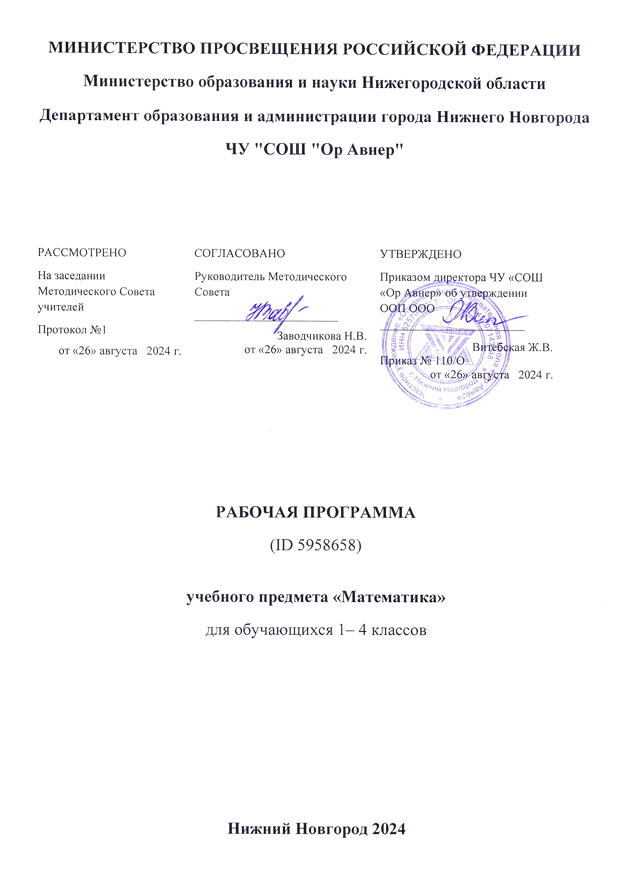 МИНИСТЕРСТВО ПРОСВЕЩЕНИЯ РОССИЙСКОЙ ФЕДЕРАЦИИ
Министерство образования и науки Нижегородской области
Департамент образования и администрации города Нижнего Новгорода
ЧУ "СОШ "Ор Авнер"
РАССМОТРЕНО
На заседании
Методического Совета
учителей
Протокол №1
от «26» августа 2024 г.
СОГЛАСОВАНО
Руководитель Методического
Совета
Заводчикова Н.В.
от «26» августа 2024 г.
УТВЕРЖДЕНО
Приказом директора ЧУ «СОШ
«Ор Авнер» об утверждении
ООП ООО
Витебская Ж.В.
Приказ № 110/О
от «26» августа 2024 г.
г. Нижний Новгород
РАБОЧАЯ ПРОГРАММА
(ID 5958658)
учебного предмета «Математика»
для обучающихся 1– 4 классов
Нижний Новгород 2024